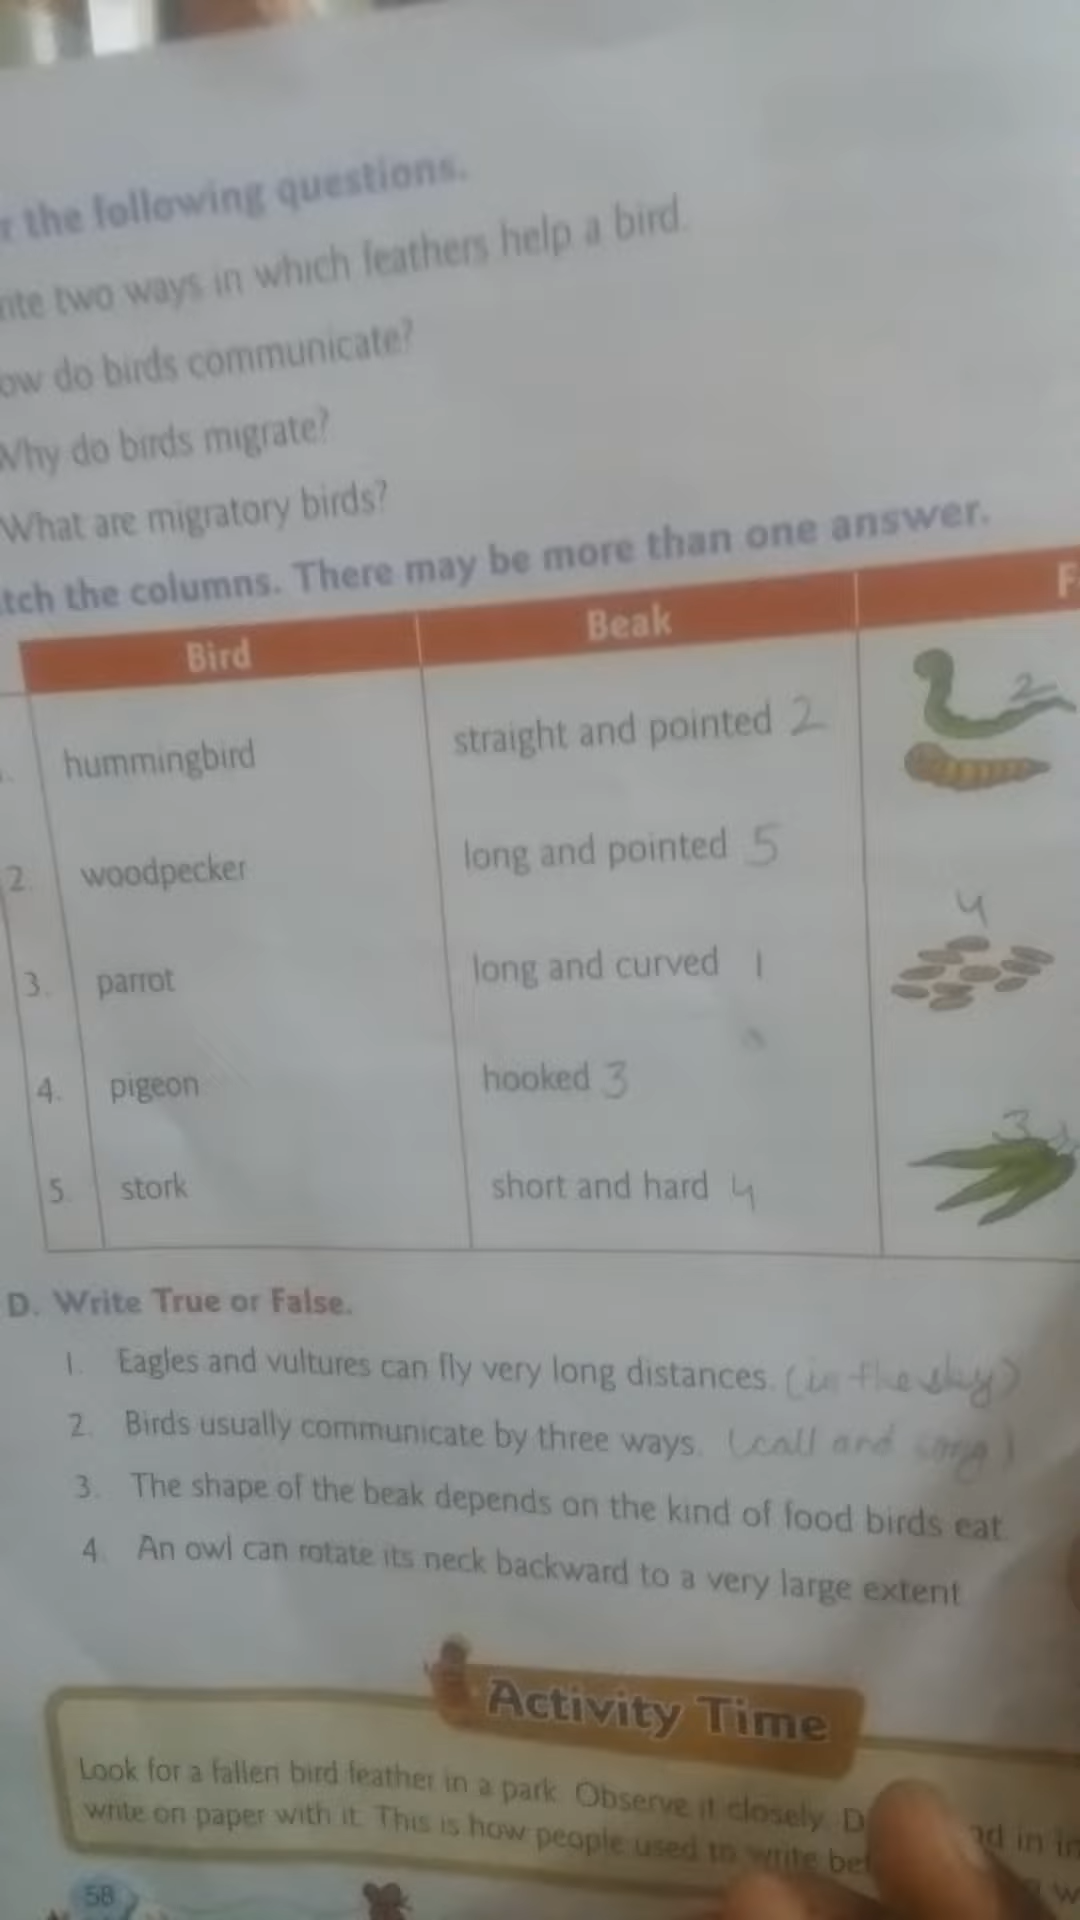 r the following questions.
rite two ways in which feathers help a bird.
ow do birds communicate?
Why do birds migrate?
What are migratory birds?
tch the columns. There may be more than one answer.
Bird Beak F
hummingbird straight and pointed 2 2
2. woodpecker long and pointed 5
4
3. parrot long and curved 1
4. pigeon hooked 3
3
5. stork short and hard 4
D. Write True or False.
1. Eagles and vultures can fly very long distances. (in the sky)
2. Birds usually communicate by three ways. (call and song)
3. The shape of the beak depends on the kind of food birds eat.
4. An owl can rotate its neck backward to a very large extent.
Activity Time
Look for a fallen bird feather in a park. Observe it closely. D in in
write on paper with it. This is how people used to write bef w
58